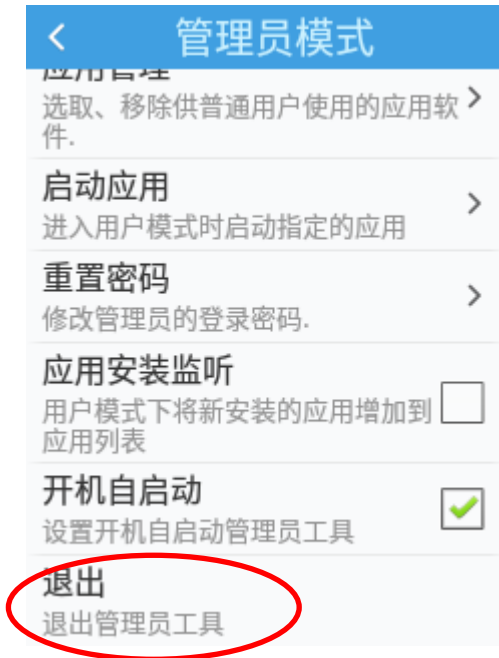 管理员模式
应用管理
选取、移除供普通用户使用的应用软
件.
启动应用
进入用户模式时启动指定的应用
重置密码
修改管理员的登录密码.
应用安装监听
用户模式下将新安装的应用增加到
应用列表
开机自启动
设置开机自启动管理员工具
退出
退出管理员工具